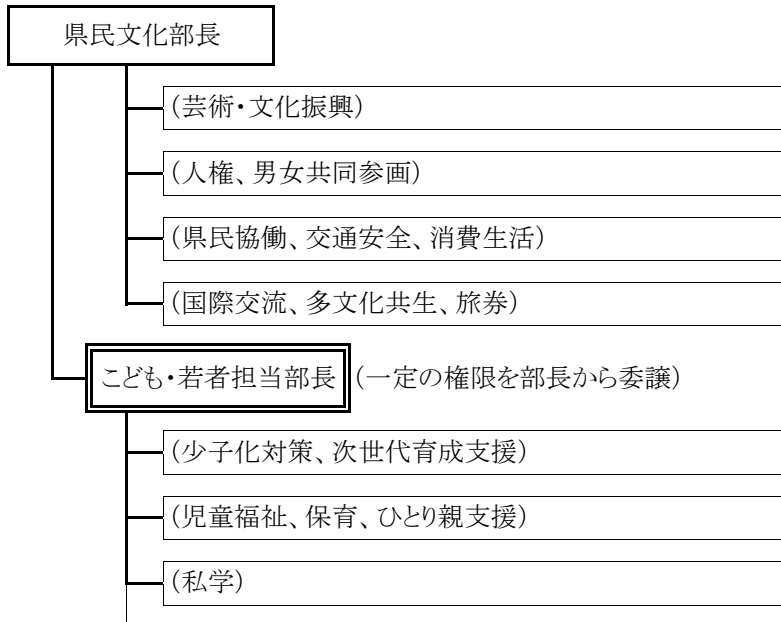 県民文化部長
(芸術・文化振興)
(人権、男女共同参画)
(県民協働、交通安全、消費生活)
(国際交流、多文化共生、旅券)
こども・若者担当部長 (一定の権限を部長から委譲)
(少子化対策、次世代育成支援)
(児童福祉、保育、ひとり親支援)
(私学)